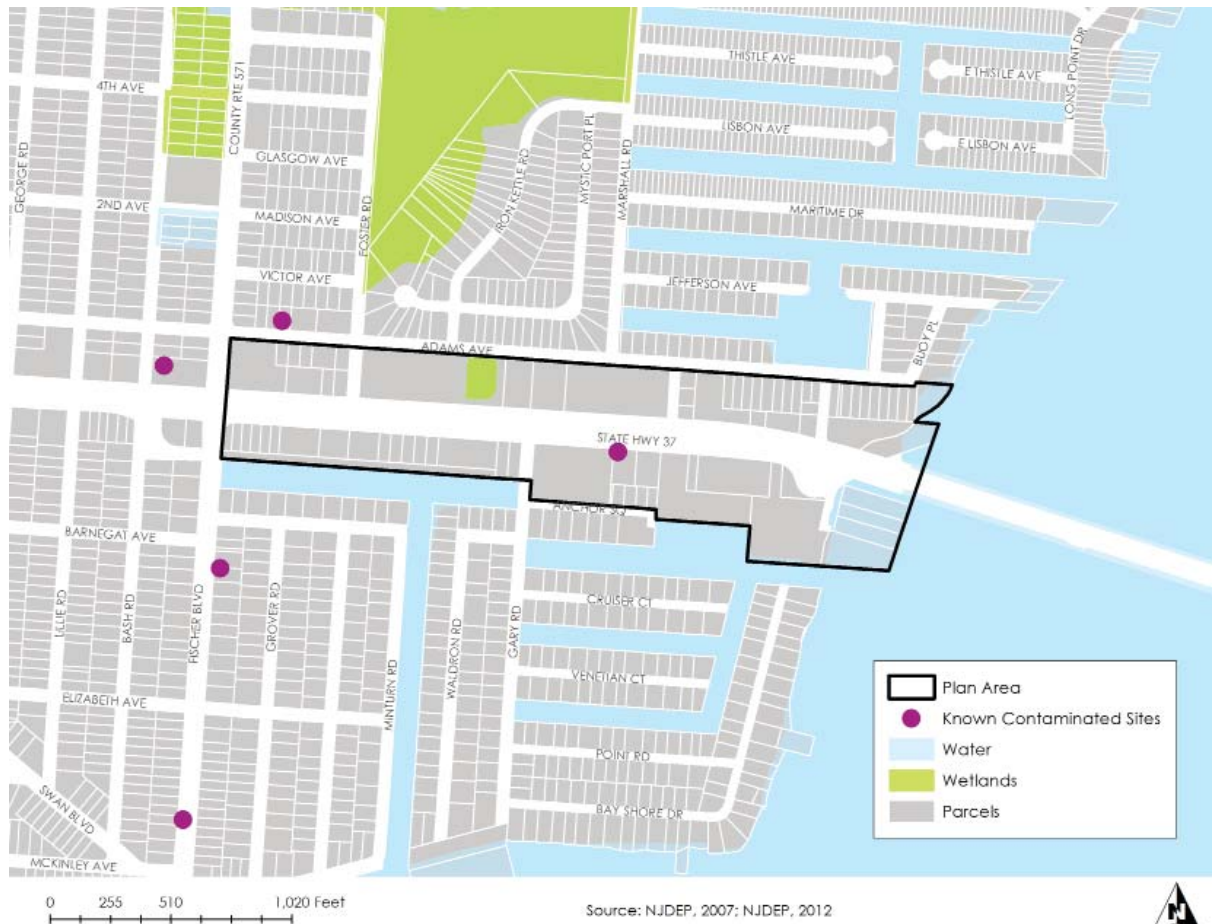 THISTLE AVE
E THISTLE AVE
LONG POINT DR
4TH AVE
COUNTY RTE 571
LISBON AVE
E LISBON AVE
GLASGOW AVE
GEORGE RD
2ND AVE
MADISON AVE
FOSTER RD
IRON KETTLE RD
MYSTIC PORT PL
MARSHALL RD
MARITIME DR
VICTOR AVE
JEFFERSON AVE
BUOY PL
ADAMS AVE
STATE HWY 37
ANCHOR SQ
BARNEGAT AVE
LILLIE RD
BASH RD
FISCHER BLVD
GROVER RD
MINTURN RD
WALDRON RD
GARY RD
CRUISER CT
VENETIAN CT
ELIZABETH AVE
POINT RD
BAY SHORE DR
SWAN BLVD
MCKINLEY AVE
Plan Area
Known Contaminated Sites
Water
Wetlands
Parcels
0 255 510 1,020 Feet
Source: NJDEP, 2007; NJDEP, 2012
N